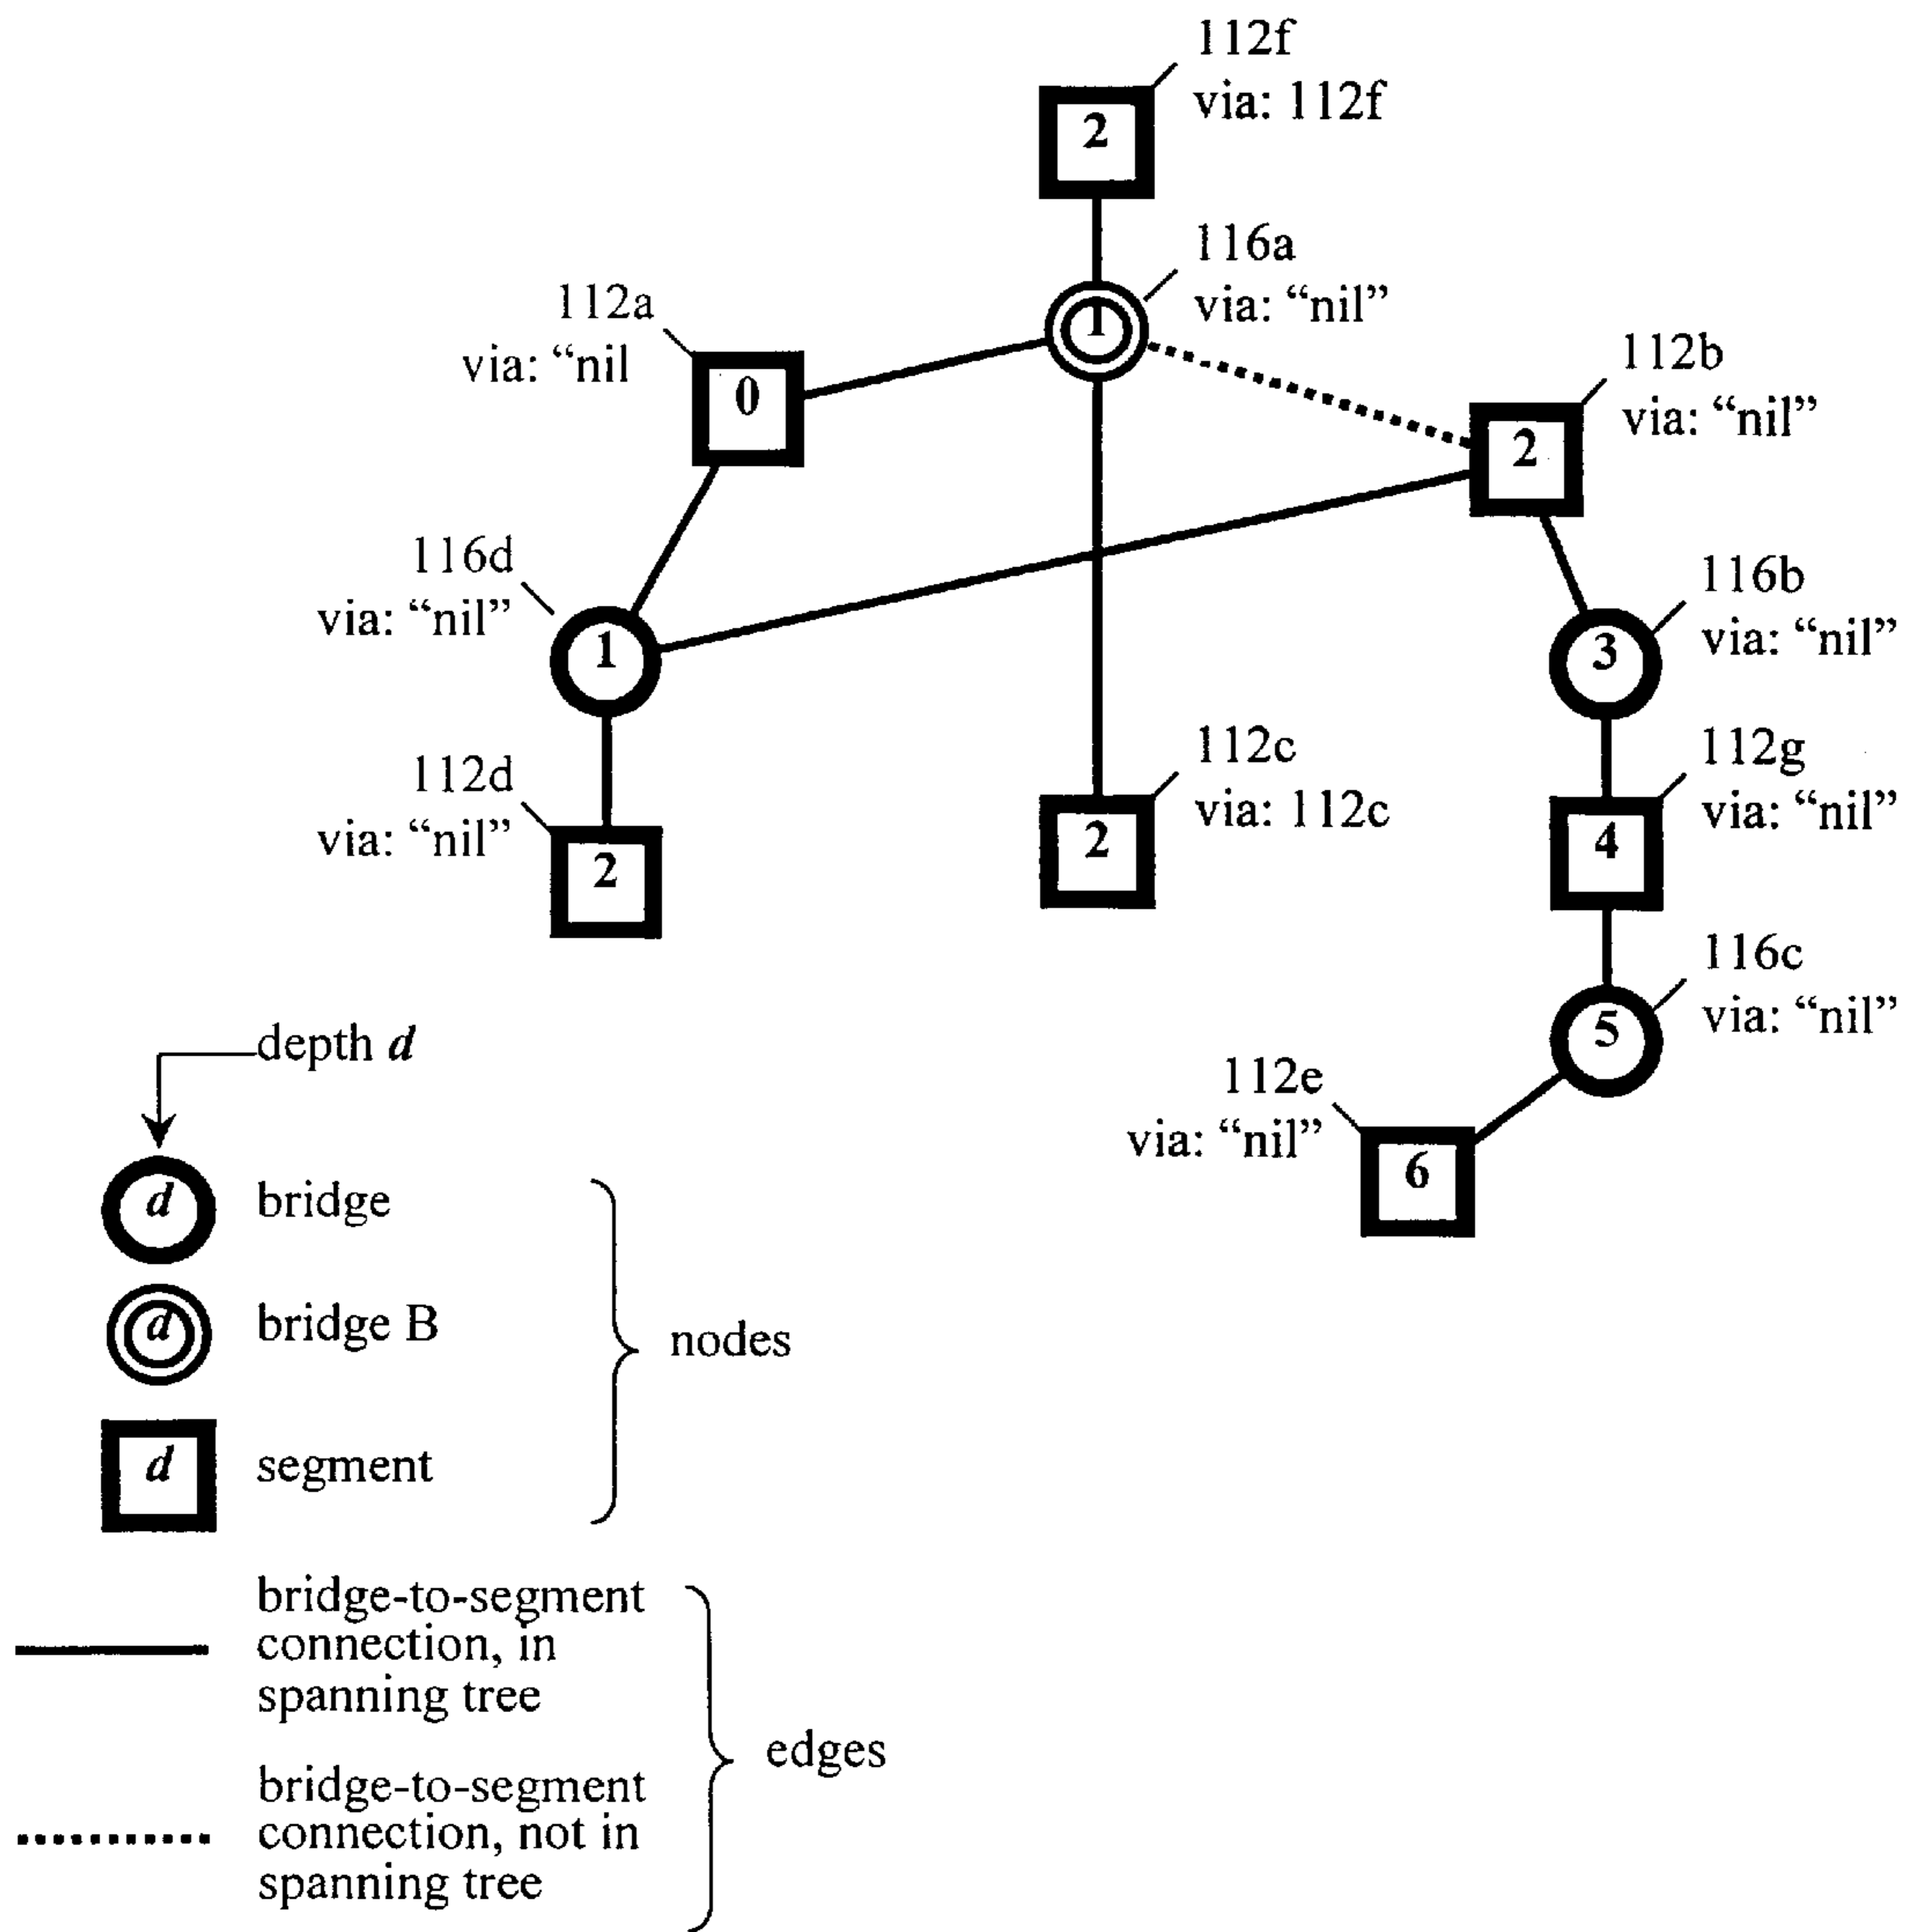 112f
via: 112f
2
116a
via: “nil”
1
112a
via: “nil
0
112b
via: “nil”
2
116d
via: “nil”
1
116b
via: “nil”
3
112d
via: “nil”
2
112c
via: 112c
2
112g
via: “nil”
4
116c
via: “nil”
5
112e
via: “nil”
6
depth d
d
bridge
d
bridge B
nodes
d
segment
bridge-to-segment
connection, in
spanning tree
edges
bridge-to-segment
connection, not in
spanning tree